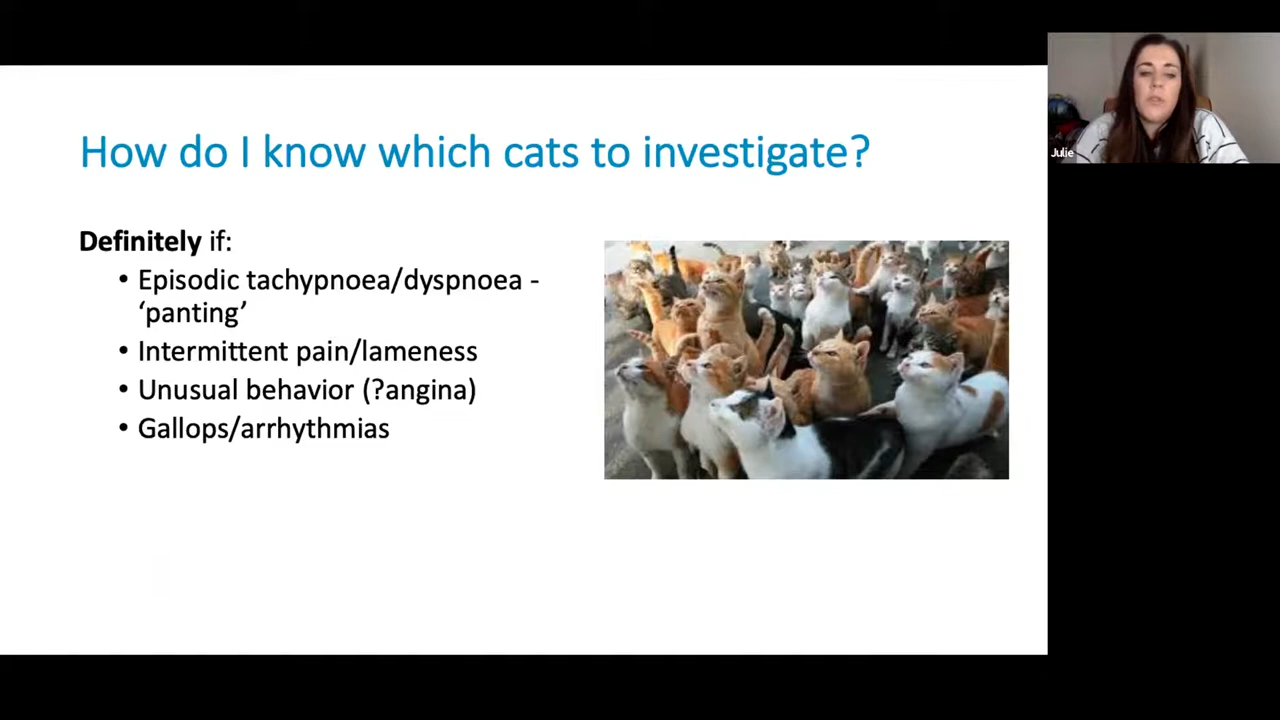 How do I know which cats to investigate?
Julie
Definitely if:
• Episodic tachypnoea/dyspnoea -
‘panting’
• Intermittent pain/lameness
• Unusual behavior (?angina)
• Gallops/arrhythmias